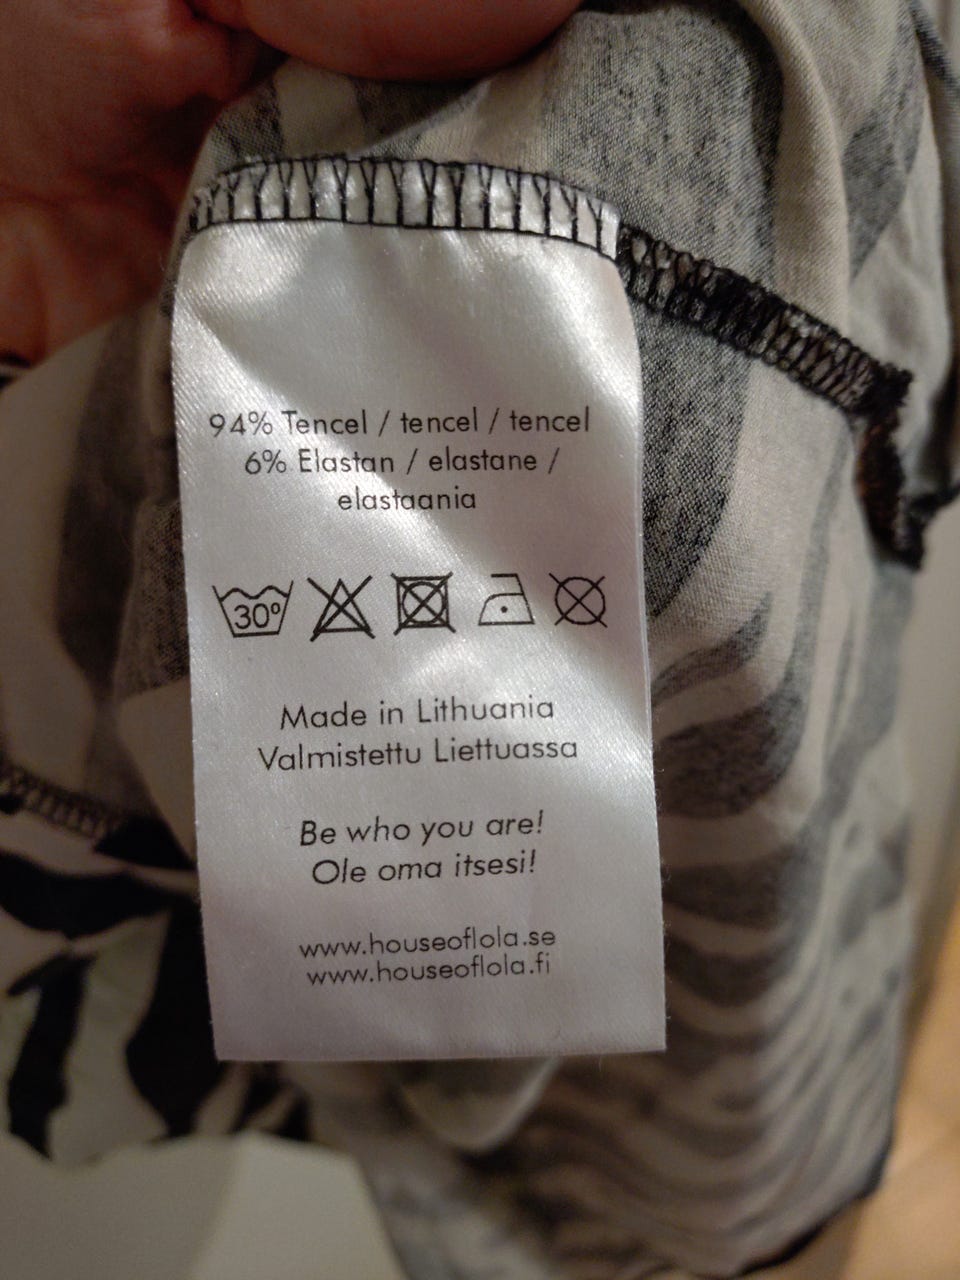 94% Tencel / tencel / tencel
6% Elastan / elastane /
elastaania
30°
Made in Lithuania
Valmistettu Liettuassa
Be who you are!
Ole oma itsesi!
www.houseoflola.se
www.houseoflola.fi